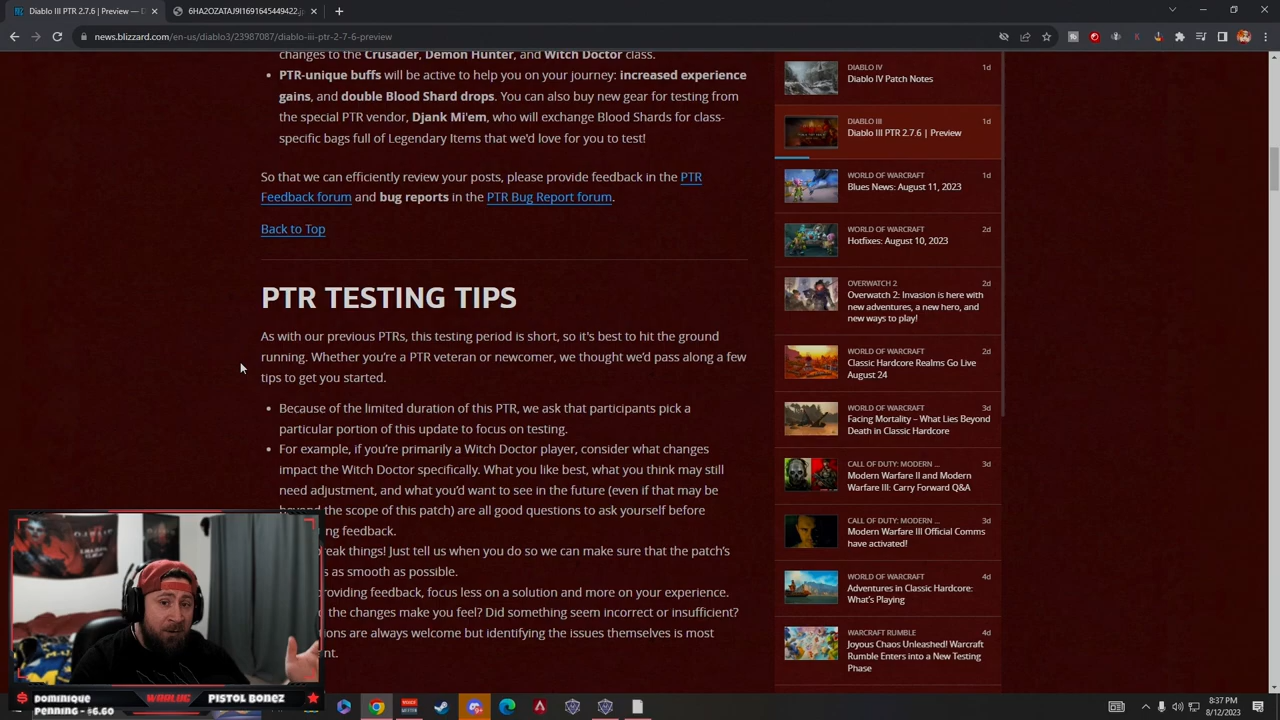 Diablo III PTR 2.7.6 | Preview —
6HA2OZATAJ9I1691645449422.j
news.blizzard.com/en-us/diablo3/23987087/diablo-iii-ptr-2-7-6-preview
changes to the Crusader, Demon Hunter, and Witch Doctor class.
• PTR-unique buffs will be active to help you on your journey: increased experience
gains, and double Blood Shard drops. You can also buy new gear for testing from
the special PTR vendor, Djank Mi'em, who will exchange Blood Shards for class-
specific bags full of Legendary Items that we'd love for you to test!
So that we can efficiently review your posts, please provide feedback in the PTR
Feedback forum and bug reports in the PTR Bug Report forum.
Back to Top
PTR TESTING TIPS
As with our previous PTRs, this testing period is short, so it's best to hit the ground
running. Whether you're a PTR veteran or newcomer, we thought we'd pass along a few
tips to get you started.
• Because of the limited duration of this PTR, we ask that participants pick a
particular portion of this update to focus on testing.
• For example, if you're primarily a Witch Doctor player, consider what changes
impact the Witch Doctor specifically. What you like best, what you think may still
need adjustment, and what you'd want to see in the future (even if that may be
the scope of this patch) are all good questions to ask yourself before
ng feedback.
reak things! Just tell us when you do so we can make sure that the patch's
s as smooth as possible.
roviding feedback, focus less on a solution and more on your experience.
the changes make you feel? Did something seem incorrect or insufficient?
tions are always welcome but identifying the issues themselves is most
nt.
DIABLO IV 1d
Diablo IV Patch Notes
DIABLO III 1d
Diablo III PTR 2.7.6 | Preview
WORLD OF WARCRAFT 1d
Blues News: August 11, 2023
WORLD OF WARCRAFT 2d
Hotfixes: August 10, 2023
OVERWATCH 2 2d
Overwatch 2: Invasion is here with
new adventures, a new hero, and
new ways to play!
WORLD OF WARCRAFT 2d
Classic Hardcore Realms Go Live
August 24
WORLD OF WARCRAFT 3d
Facing Mortality – What Lies Beyond
Death in Classic Hardcore
CALL OF DUTY: MODERN ... 3d
Modern Warfare II and Modern
Warfare III: Carry Forward Q&A
CALL OF DUTY: MODERN ... 3d
Modern Warfare III Official Comms
have activated!
WORLD OF WARCRAFT 4d
Adventures in Classic Hardcore:
What's Playing
WARCRAFT RUMBLE 4d
Joyous Chaos Unleashed! Warcraft
Rumble Enters into a New Testing
Phase
DOMINIQUE
PENNING - $6.60
WARLUG
PISTOL BONEZ
8:37 PM
8/12/2023